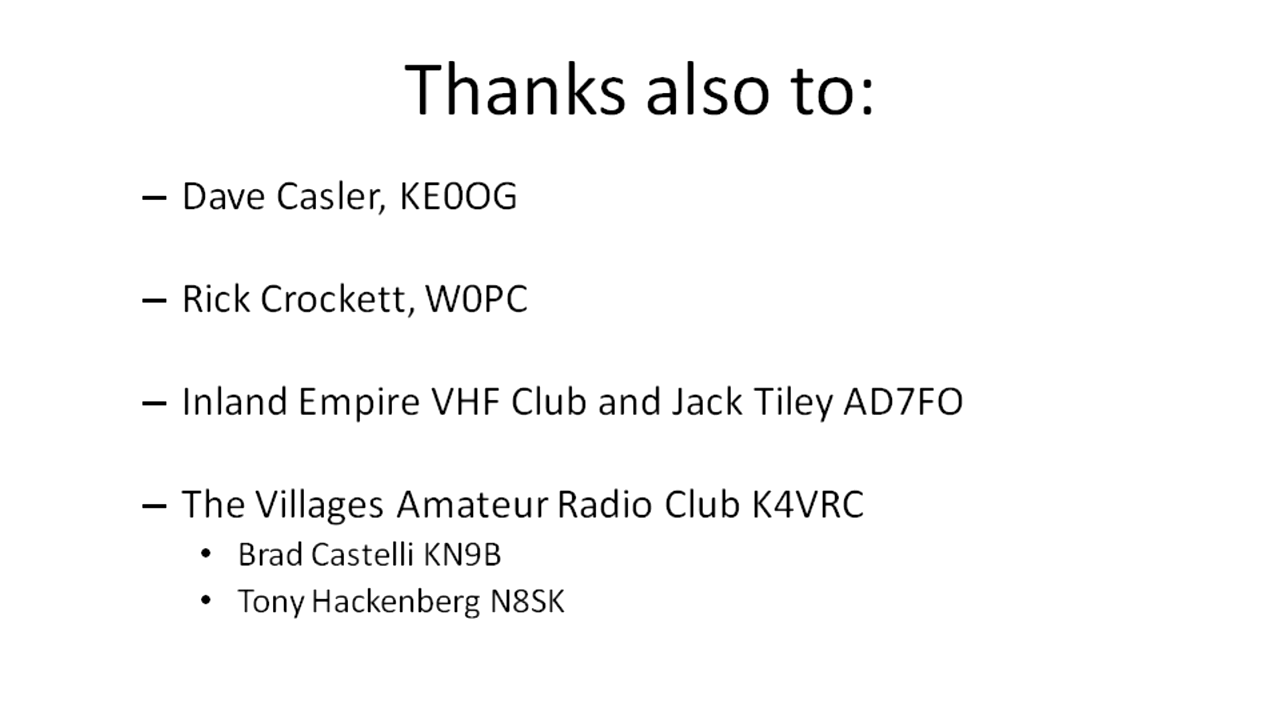 Thanks also to:
– Dave Casler, KE0OG
– Rick Crockett, W0PC
– Inland Empire VHF Club and Jack Tiley AD7FO
– The Villages Amateur Radio Club K4VRC
• Brad Castelli KN9B
• Tony Hackenberg N8SK